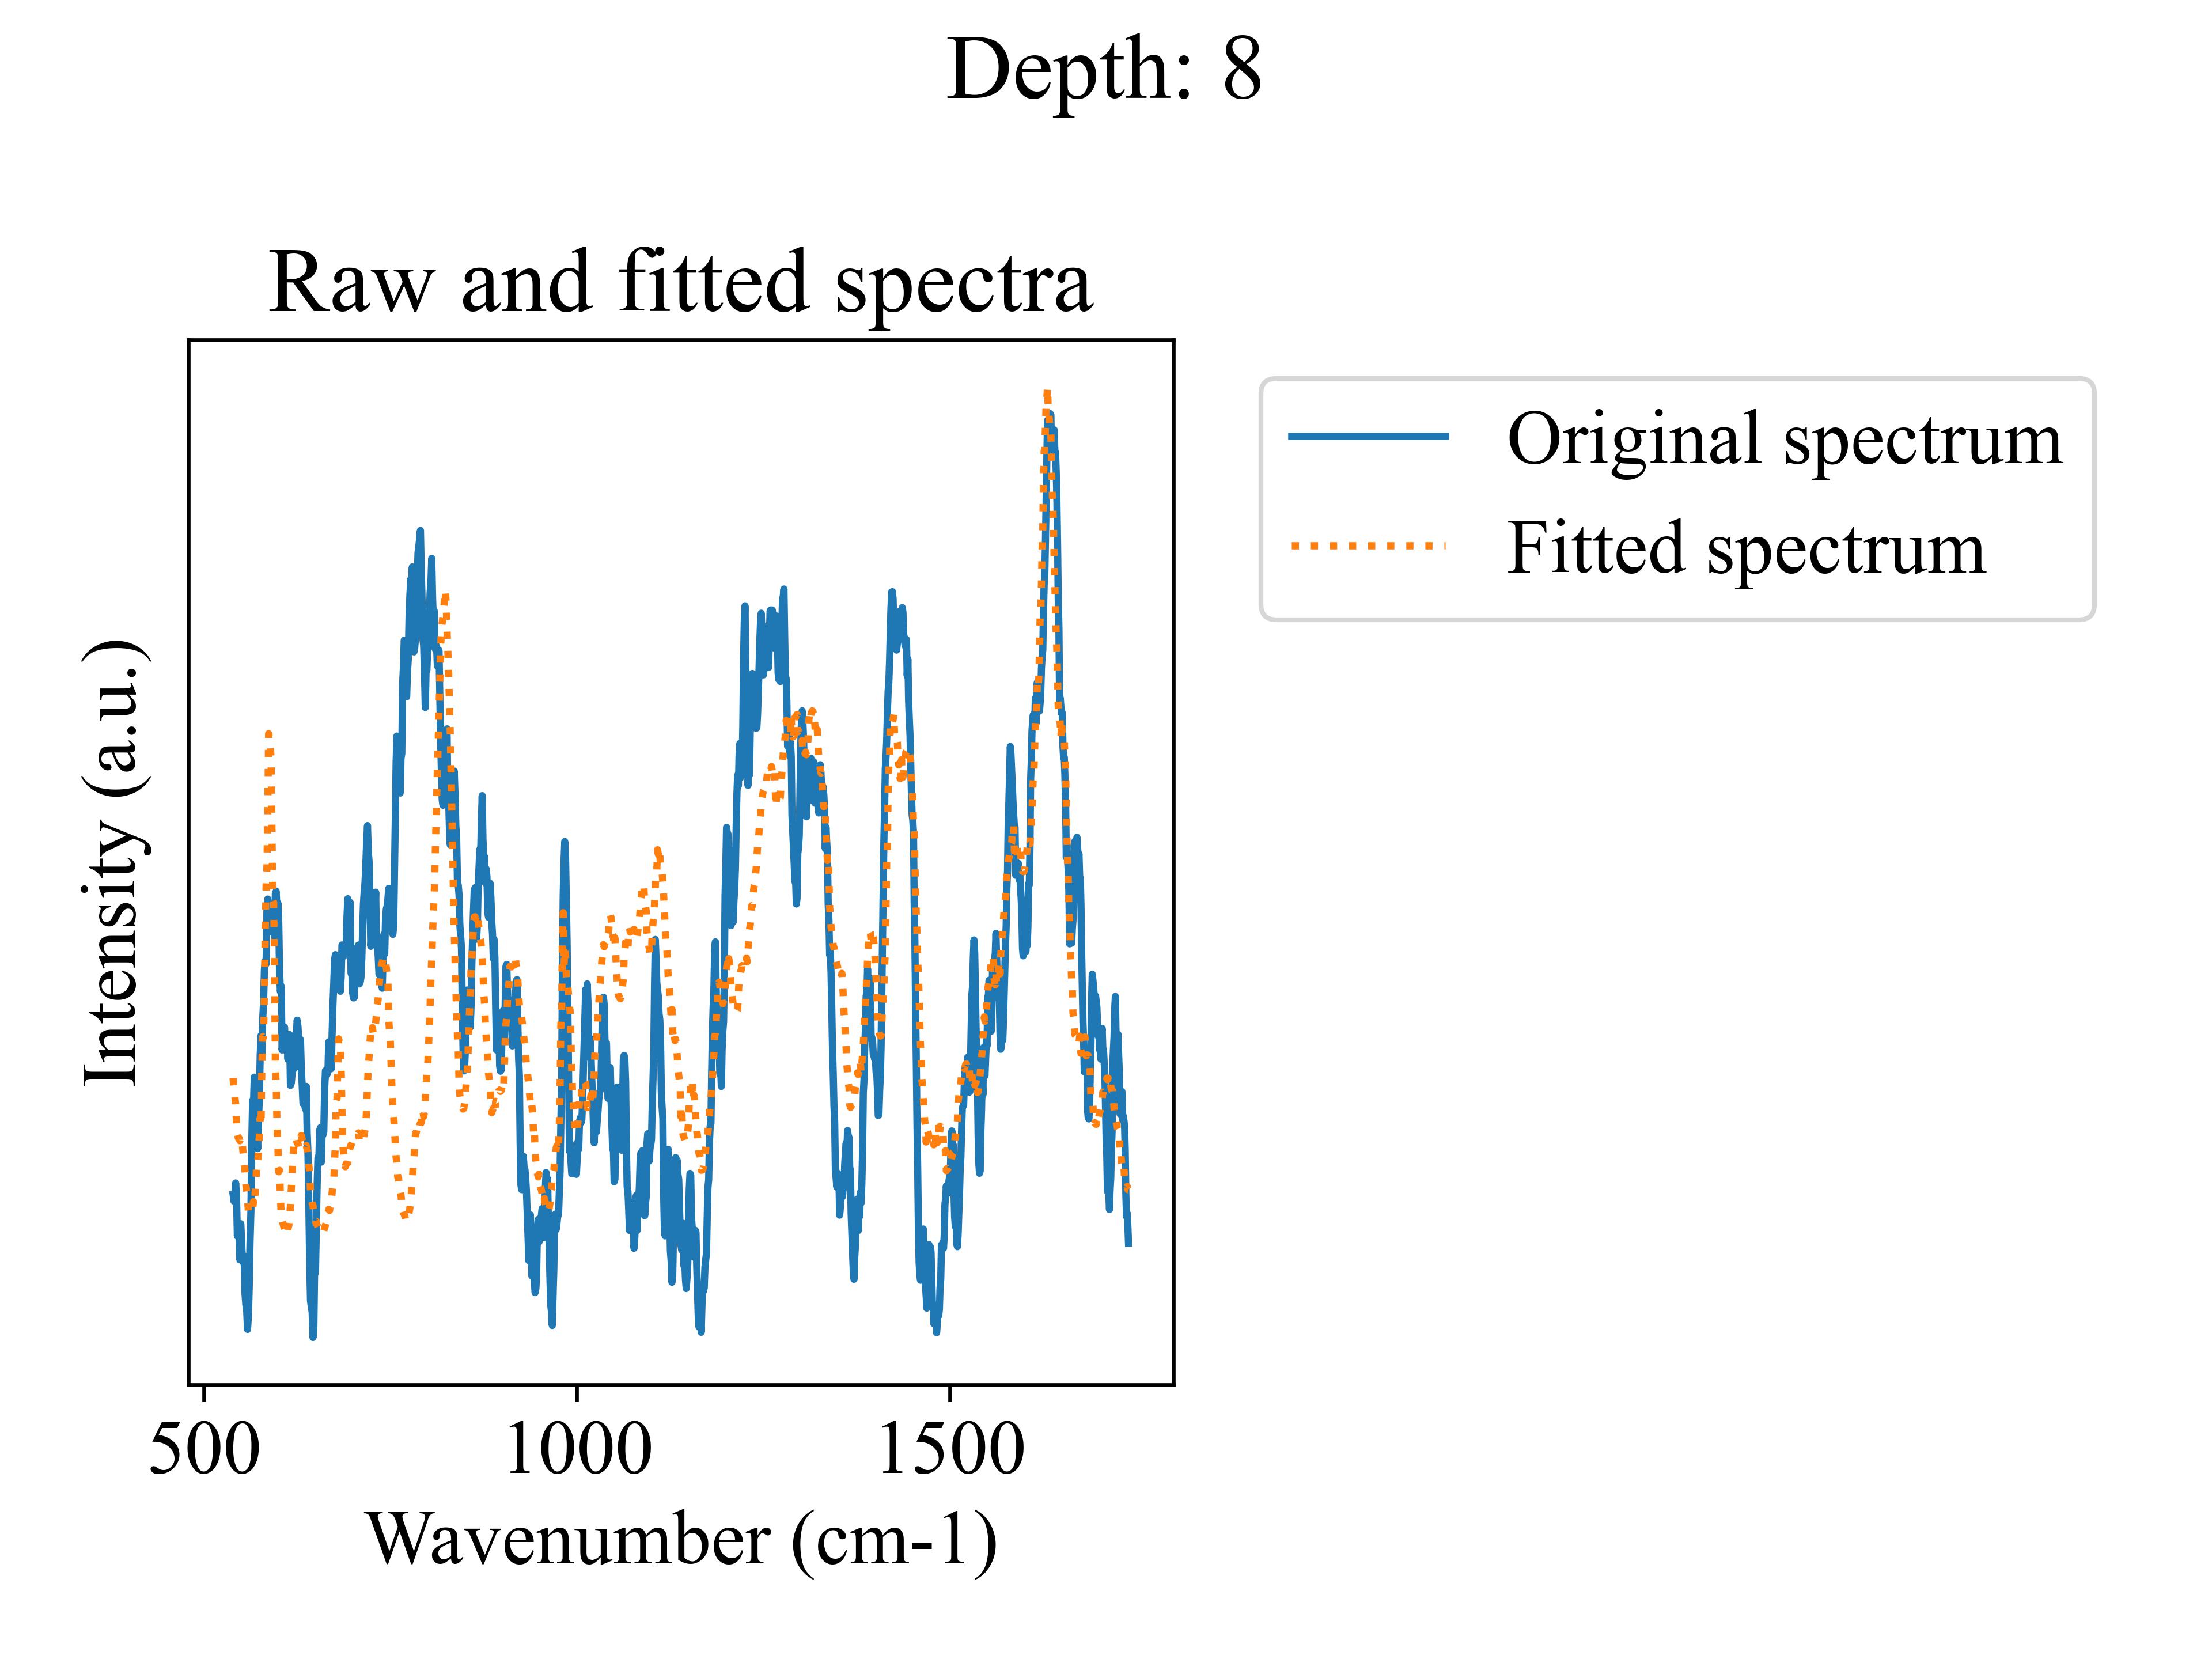 Depth: 8
Raw and fitted spectra
Original spectrum
Fitted spectrum
Intensity (a.u.)
500 1000 1500
Wavenumber (cm-1)